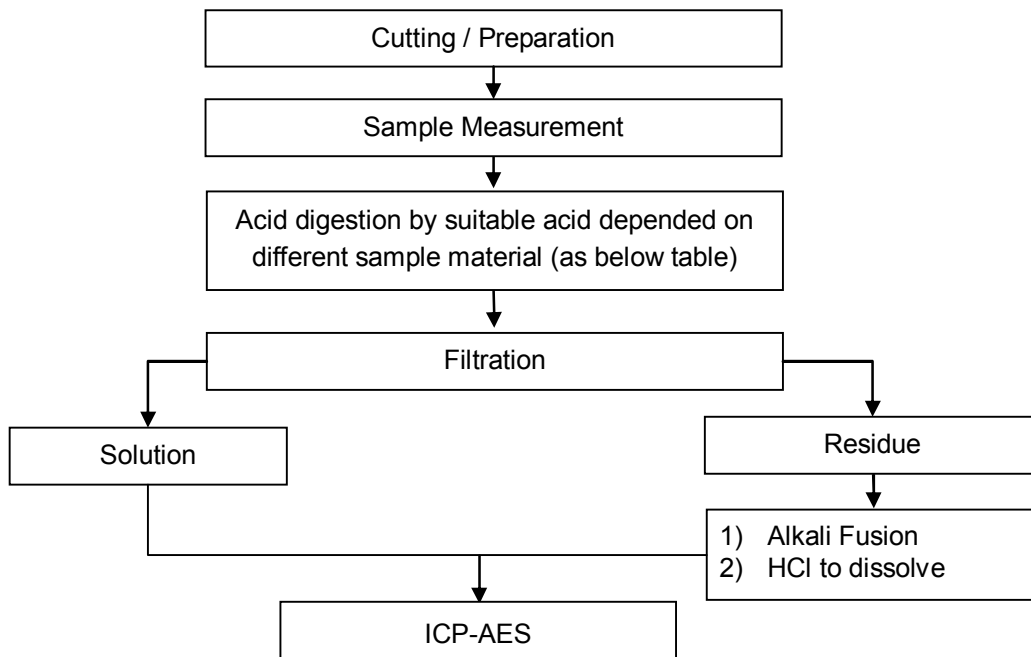 Cutting / Preparation
Sample Measurement
Acid digestion by suitable acid depended on
different sample material (as below table)
Filtration
Solution
Residue
1) Alkali Fusion
2) HCl to dissolve
ICP-AES